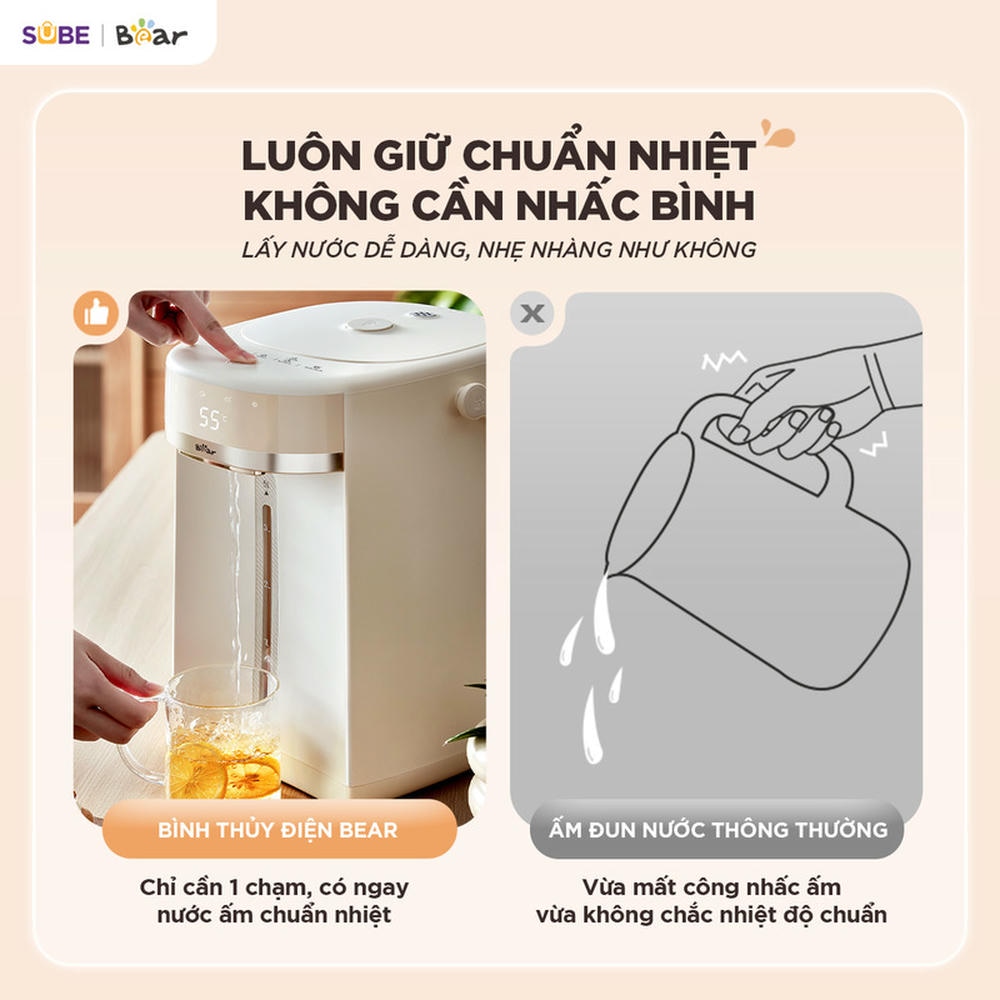 SUBE | Bear
LUÔN GIỮ CHUẨN NHIỆT
KHÔNG CẦN NHẤC BÌNH
LẤY NƯỚC DỄ DÀNG, NHẸ NHÀNG NHƯ KHÔNG
X
55°C
Bear
BÌNH THỦY ĐIỆN BEAR
ẤM ĐUN NƯỚC THÔNG THƯỜNG
Chỉ cần 1 chạm, có ngay
nước ấm chuẩn nhiệt
Vừa mất công nhấc ấm
vừa không chắc nhiệt độ chuẩn